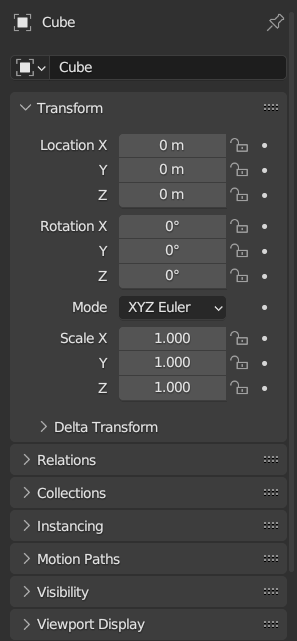 Cube
Cube
Transform
Location X 0 m
Y 0 m
Z 0 m
Rotation X 0°
Y 0°
Z 0°
Mode XYZ Euler
Scale X 1.000
Y 1.000
Z 1.000
Delta Transform
Relations
Collections
Instancing
Motion Paths
Visibility
Viewport Display